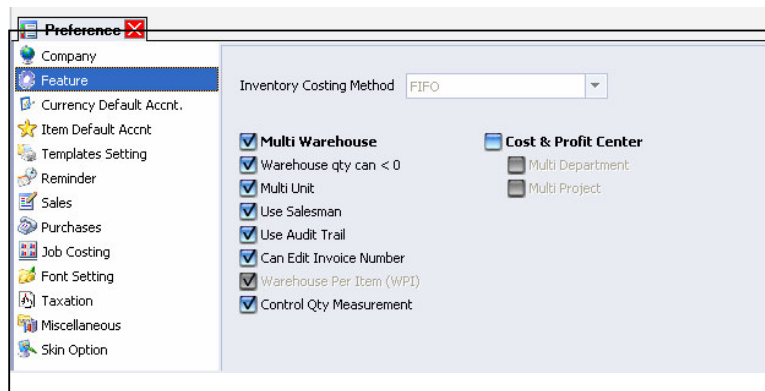 Preference
Company
Feature
Currency Default Accnt.
Item Default Accnt
Templates Setting
Reminder
Sales
Purchases
Job Costing
Font Setting
Taxation
Miscellaneous
Skin Option
Inventory Costing Method FIFO
Multi Warehouse
Warehouse qty can < 0
Multi Unit
Use Salesman
Use Audit Trail
Can Edit Invoice Number
Warehouse Per Item (WPI)
Control Qty Measurement
Cost & Profit Center
Multi Department
Multi Project